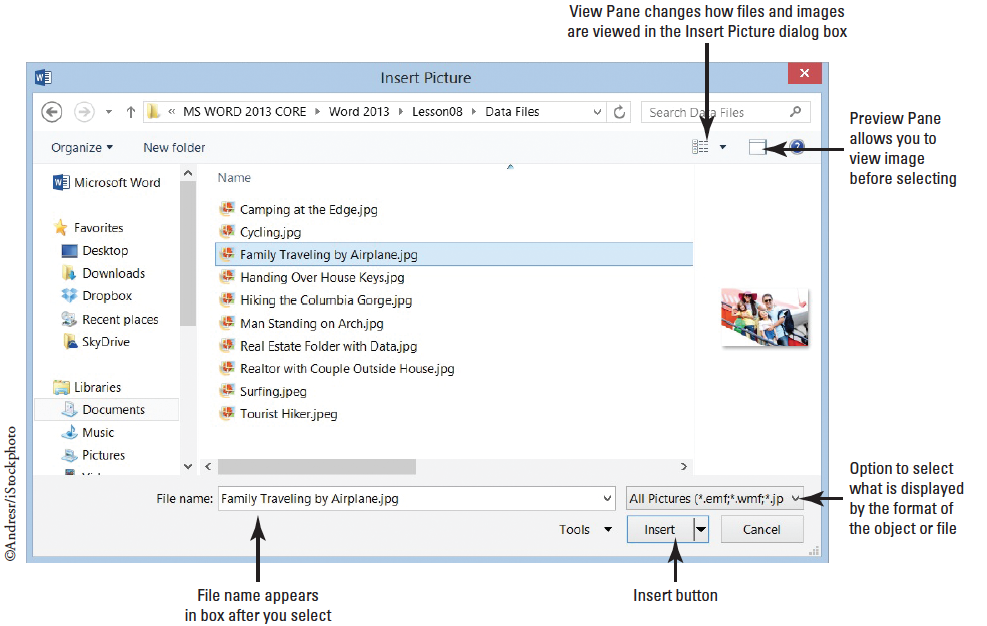 View Pane changes how files and images
are viewed in the Insert Picture dialog box
Insert Picture
« MS WORD 2013 CORE Word 2013 Lesson08 Data Files
Search Data Files
Organize New folder
Preview Pane
allows you to
view image
before selecting
Microsoft Word
Favorites
Desktop
Downloads
Dropbox
Recent places
SkyDrive
Libraries
Documents
Music
Pictures
Name
Camping at the Edge.jpg
Cycling.jpg
Family Traveling by Airplane.jpg
Handing Over House Keys.jpg
Hiking the Columbia Gorge.jpg
Man Standing on Arch.jpg
Real Estate Folder with Data.jpg
Realtor with Couple Outside House.jpg
Surfing.jpeg
Tourist Hiker.jpeg
File name: Family Traveling by Airplane.jpg All Pictures (*.emf;*.wmf;*.jp
Tools Insert Cancel
Option to select
what is displayed
by the format of
the object or file
©Andresr/iStockphoto
File name appears
in box after you select
Insert button